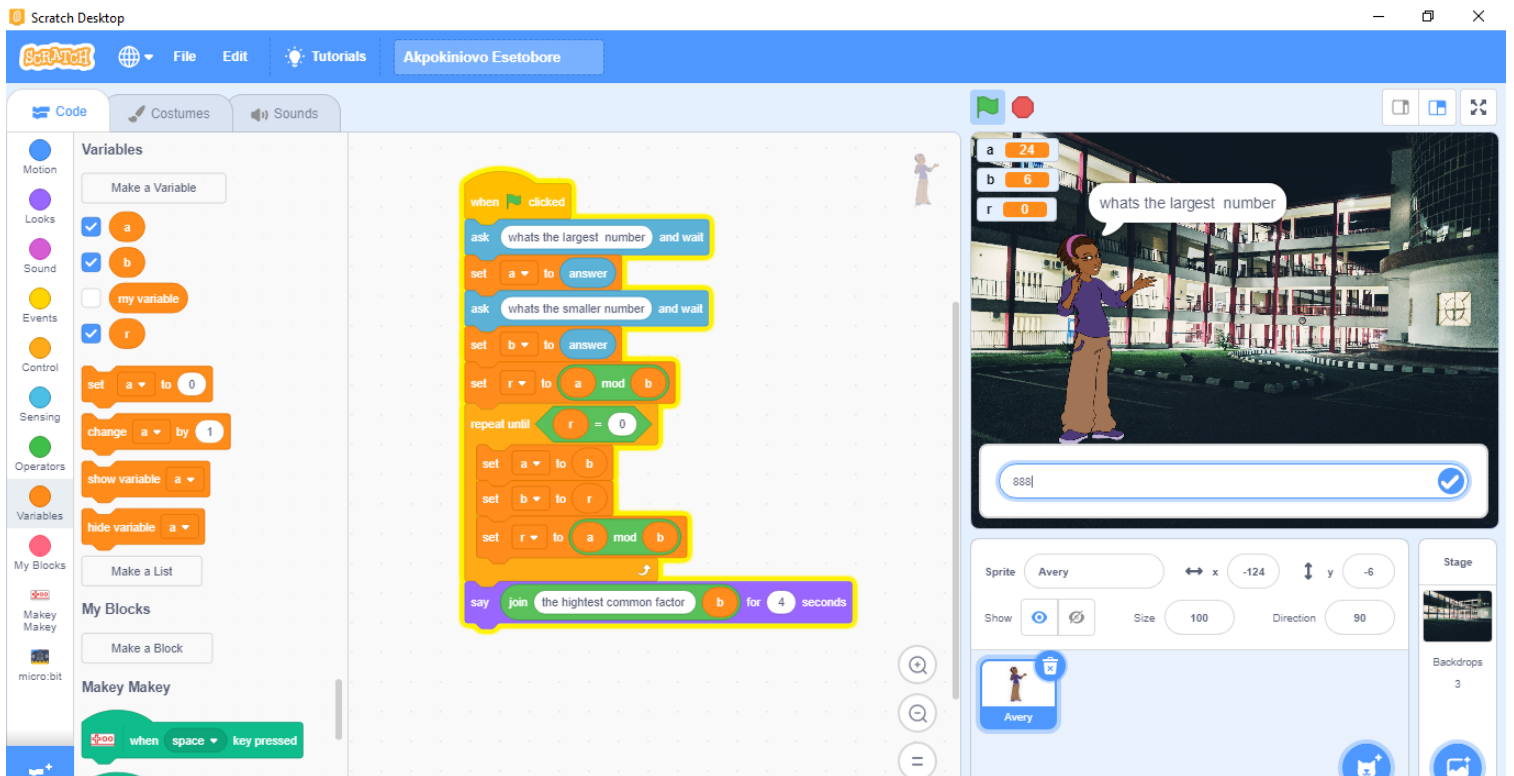 Scratch Desktop
SCRATCH File Edit Tutorials Akpokiniovo Esetobore
Code Costumes Sounds
Motion
Looks
Sound
Events
Control
Sensing
Operators
Variables
My Blocks
Makey
Makey
micro:bit
Variables
Make a Variable
a
b
my variable
r
set a to 0
change a by 1
show variable a
hide variable a
Make a List
My Blocks
Make a Block
Makey Makey
when space key pressed
when clicked
ask whats the largest number and wait
set a to answer
ask whats the smaller number and wait
set b to answer
set r to a mod b
repeat until r = 0
set a to b
set b to r
set r to a mod b
say join the hightest common factor b for 4 seconds
a 24
b 6
r 0
whats the largest number
888
Sprite Avery x -124 y -6
Show Size 100 Direction 90
Avery
Stage
Backdrops
3